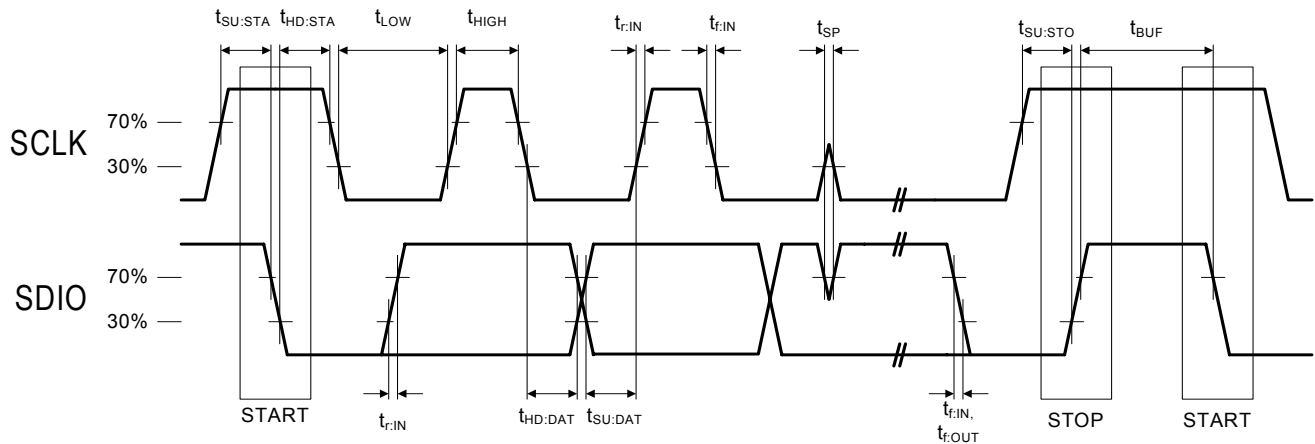 tSU:STA tHD:STA tLOW tHIGH tr:IN tf:IN tSP tSU:STO tBUF
SCLK 70%
30%
SDIO 70%
30%
START tr:IN tHD:DAT tSU:DAT tf:IN, tf:OUT STOP START